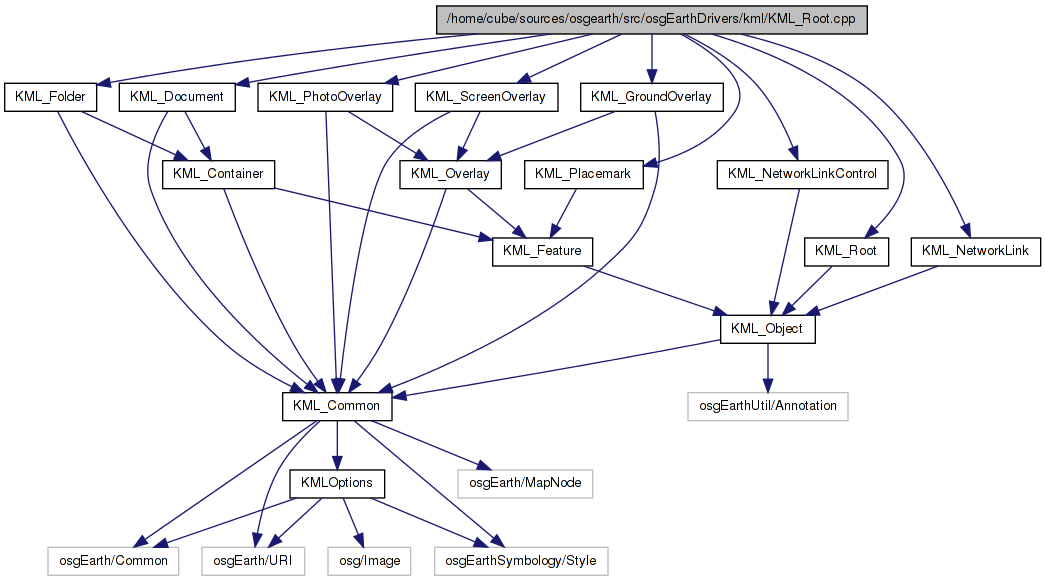 /home/cube/sources/osgearth/src/osgEarthDrivers/kml/KML_Root.cpp
KML_Folder
KML_Document
KML_PhotoOverlay
KML_ScreenOverlay
KML_GroundOverlay
KML_Container
KML_Overlay
KML_Placemark
KML_NetworkLinkControl
KML_Feature
KML_Root
KML_NetworkLink
KML_Object
KML_Common
osgEarthUtil/Annotation
KMLOptions
osgEarth/MapNode
osgEarth/Common
osgEarth/URI
osg/Image
osgEarthSymbology/Style